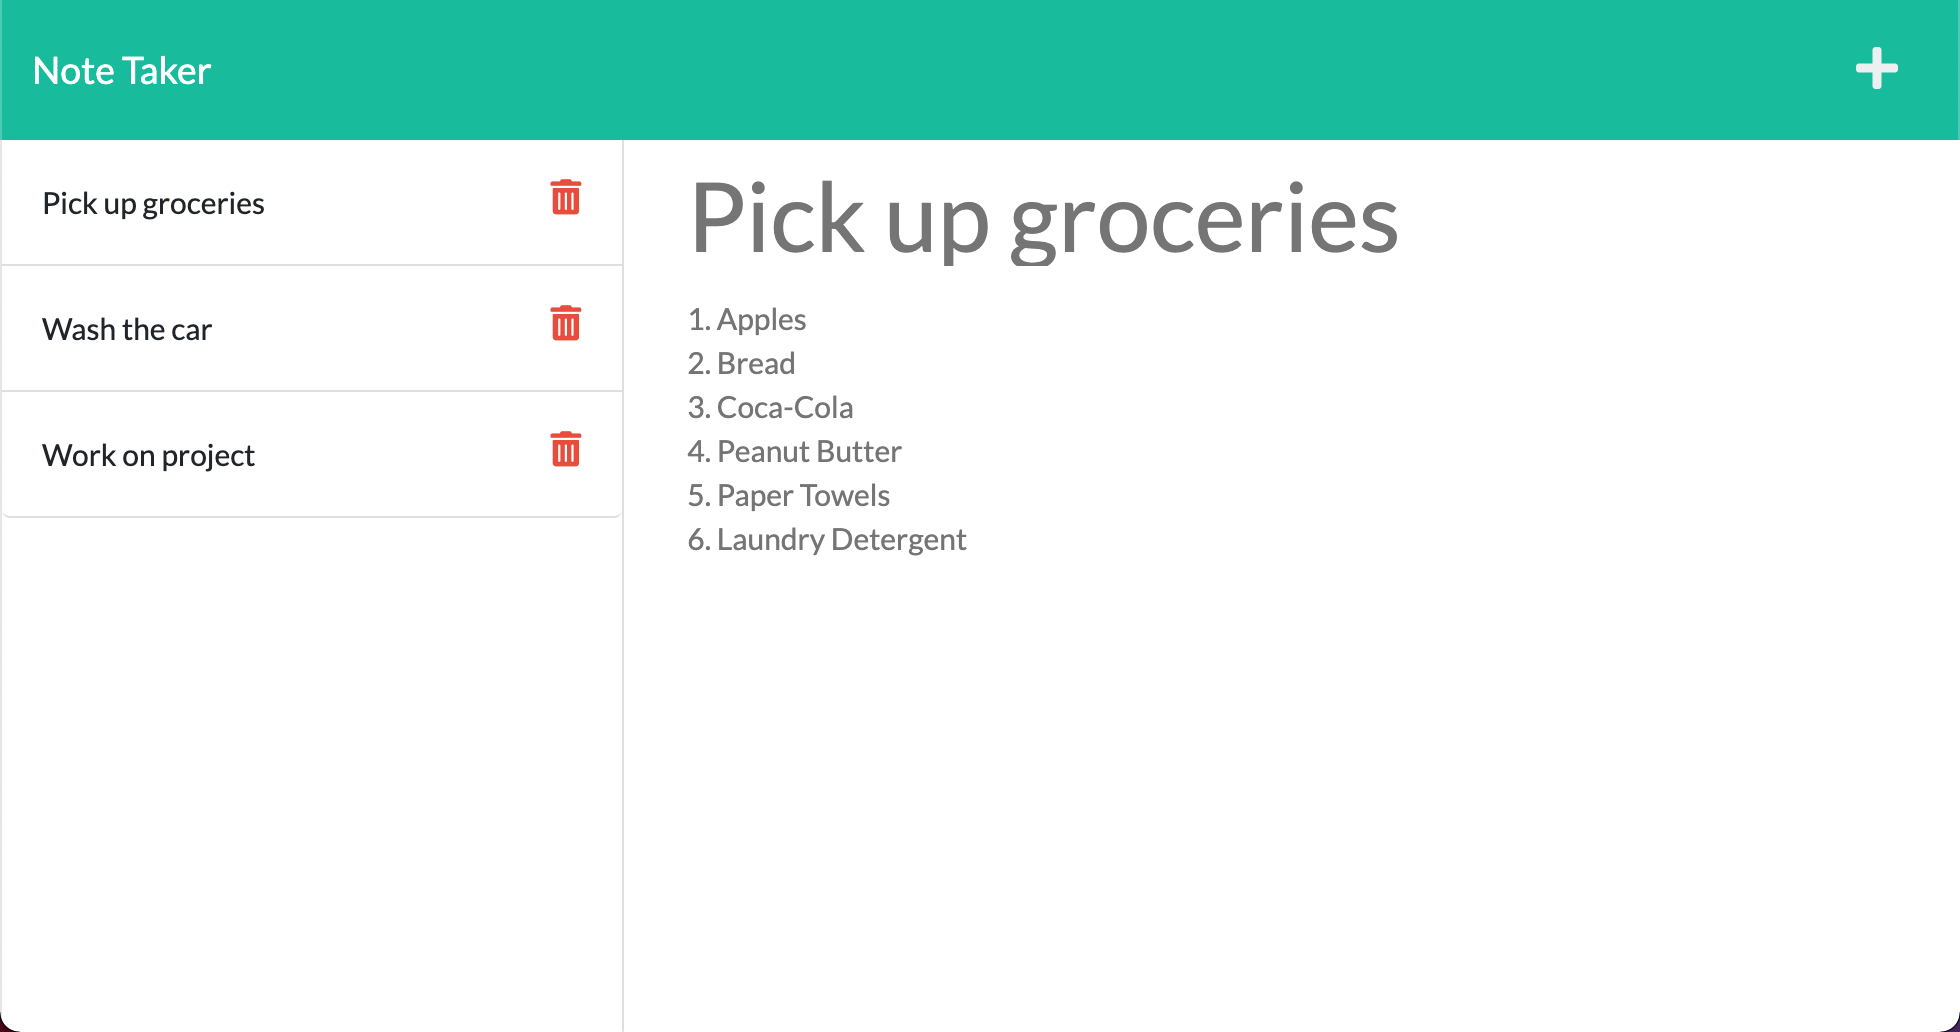 Note Taker
Pick up groceries
Wash the car
Work on project
Pick up groceries
1. Apples
2. Bread
3. Coca-Cola
4. Peanut Butter
5. Paper Towels
6. Laundry Detergent